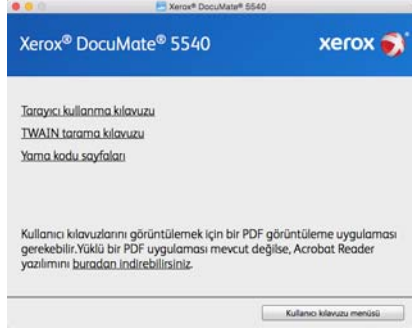 Xerox® DocuMate® 5540
Xerox® DocuMate® 5540
xerox
Tarayıcı kullanma kılavuzu
TWAIN tarama kılavuzu
Yama kodu sayfaları
Kullanıcı kılavuzlarını görüntülemek için bir PDF görüntüleme uygulaması
gerekebilir.Yüklü bir PDF uygulaması mevcut değilse, Acrobat Reader
yazılımını buradan indirebilirsiniz.
Kullanıcı kılavuzu menüsü